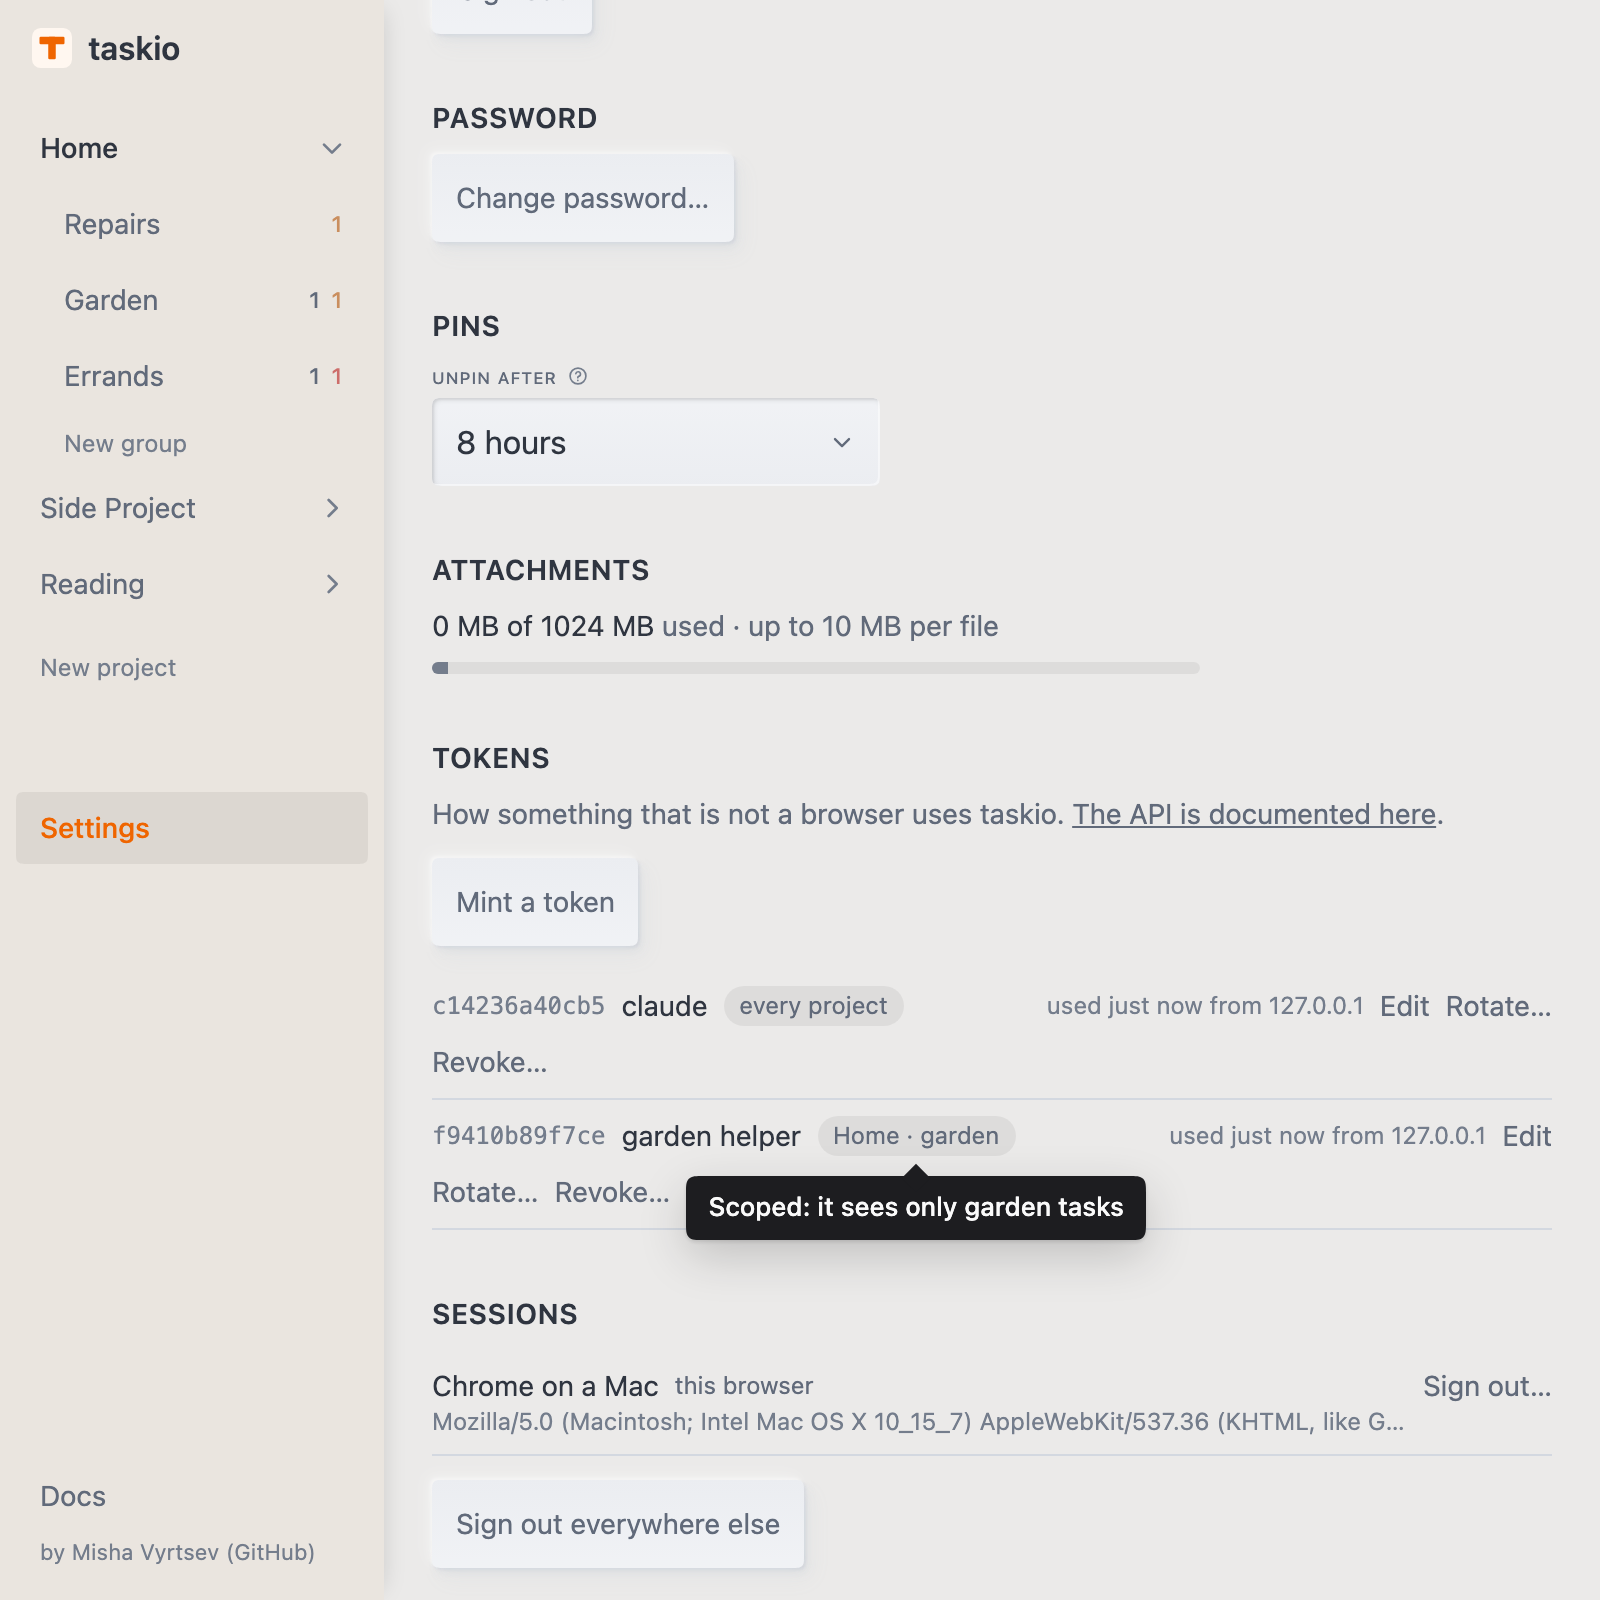 taskio
Home
Repairs 1
Garden 1 1
Errands 1 1
New group
Side Project
Reading
New project
Settings
Docs
by Misha Vyrtsev (GitHub)
PASSWORD
Change password...
PINS
UNPIN AFTER ?
8 hours
ATTACHMENTS
0 MB of 1024 MB used · up to 10 MB per file
TOKENS
How something that is not a browser uses taskio. The API is documented here.
Mint a token
c14236a40cb5 claude every project used just now from 127.0.0.1 Edit Rotate...
Revoke...
f9410b89f7ce garden helper Home · garden used just now from 127.0.0.1 Edit
Rotate... Revoke...
Scoped: it sees only garden tasks
SESSIONS
Chrome on a Mac this browser Sign out...
Mozilla/5.0 (Macintosh; Intel Mac OS X 10_15_7) AppleWebKit/537.36 (KHTML, like G...
Sign out everywhere else